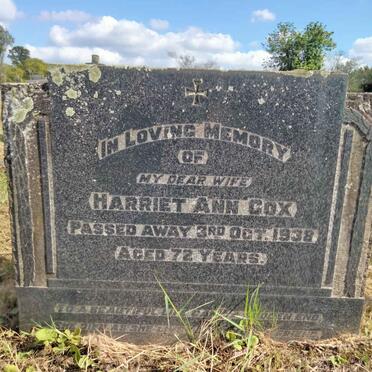 IN LOVING MEMORY
OF
MY DEAR WIFE
HARRIET ANN COX
PASSED AWAY 3RD OCT. 1938
AGED 72 YEARS.